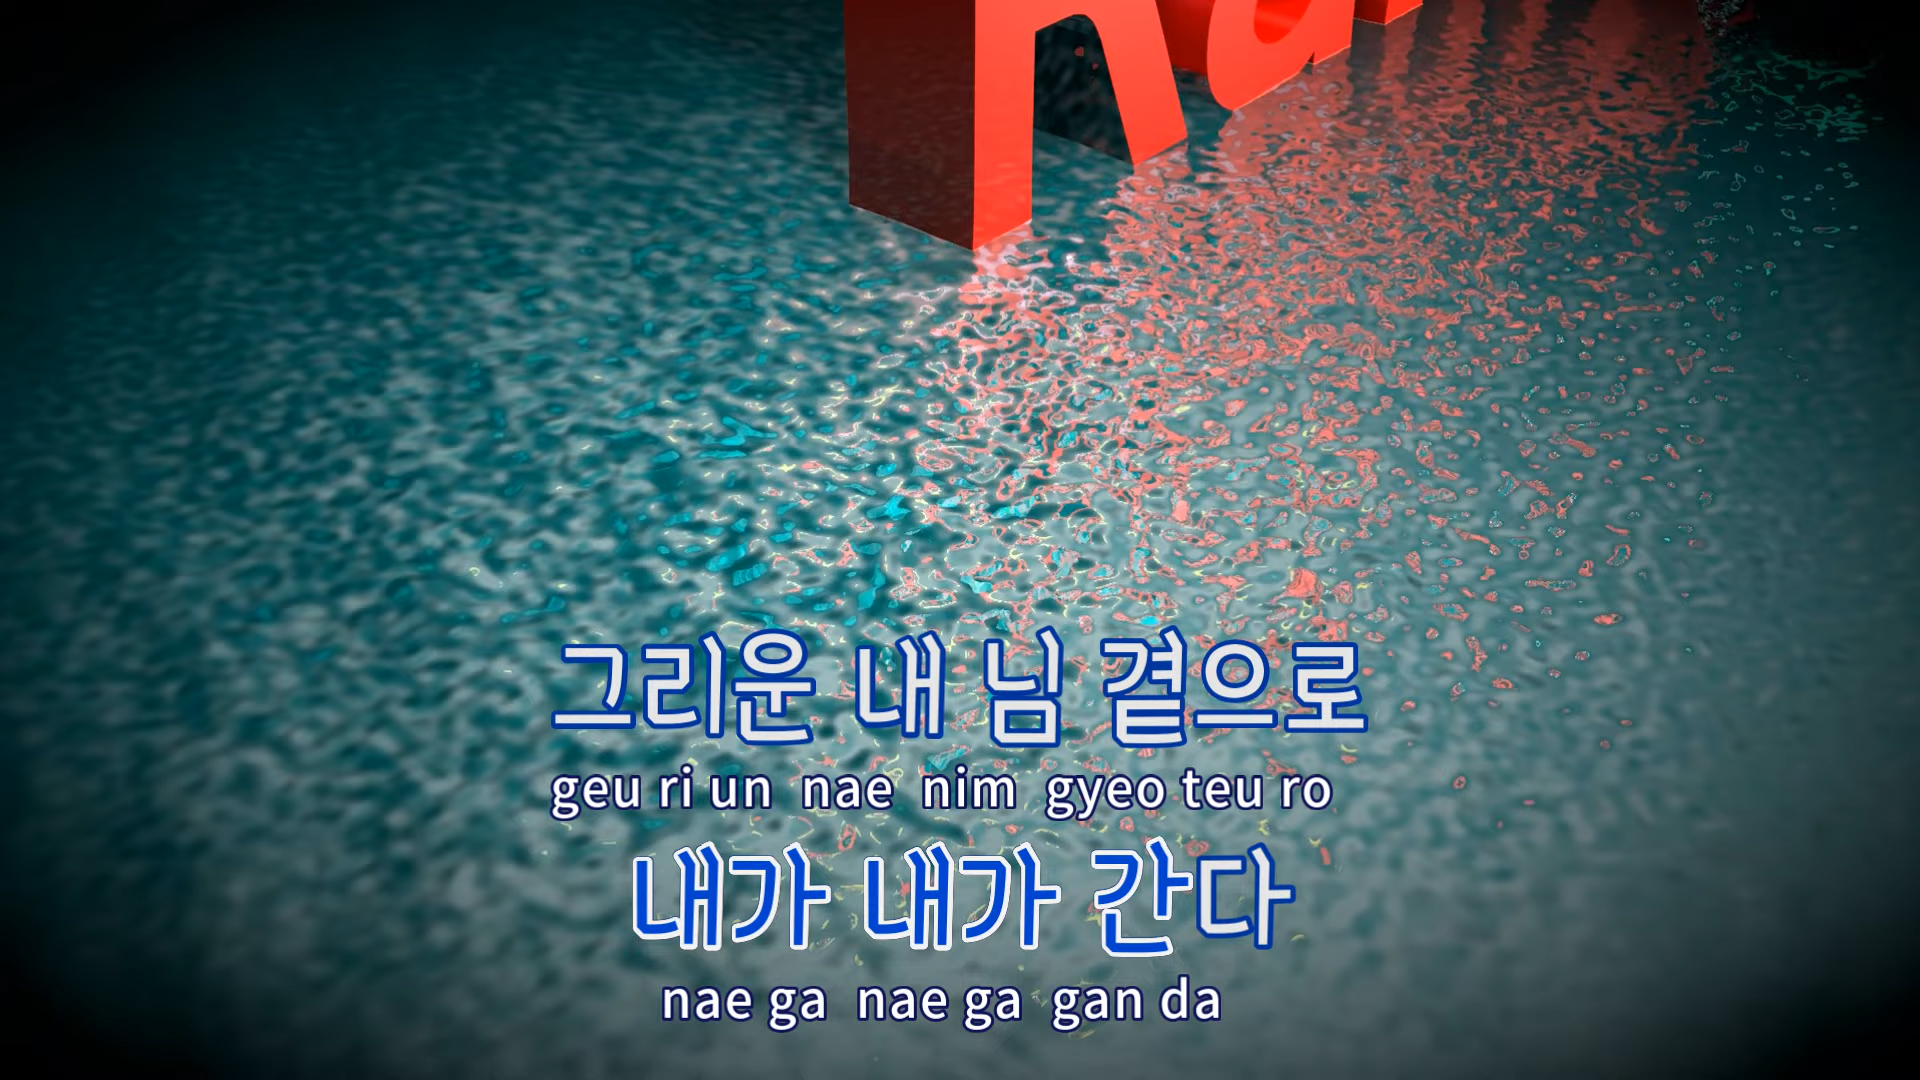 그리운 내 님 곁으로
geu ri un nae nim gyeo teu ro
내가 내가 간다
nae ga nae ga gan da